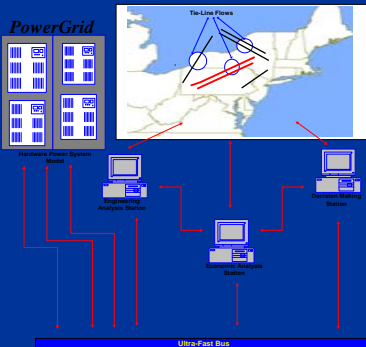 PowerGrid
Tie-Line Flows
Hardware Power System
Model
Engineering
Analysis Station
Decision Making
Station
Economic Analysis
Station
Ultra-Fast Bus